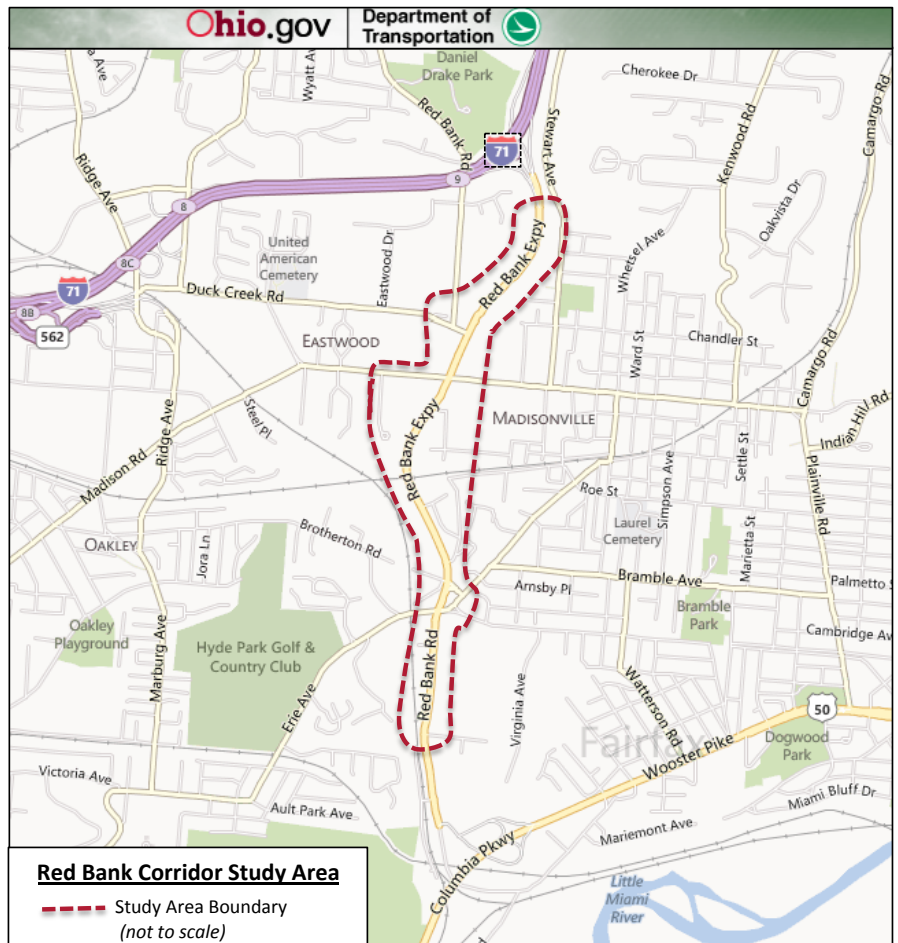 Ohio.gov
Department of
Transportation
a Ave
Wyatt Av
Daniel
Drake Park
Cherokee Dr
Red Bank Rd
71
Stewart Ave
Kenwood Rd
Camargo Rd
Ridge Ave
9
8
Oakvista Dr
United
American
Cemetery
Eastwood Dr
Whetsel Ave
8C
Red Bank Expy
71
Duck Creek Rd
8B
562
EASTWOOD
Ward St
Chandler St
Camargo Rd
Steel Pl
Red Bank Expy
MADISONVILLE
Indian Hill Rd
Ridge Ave
Madison Rd
Settle St
Simpson Ave
Plainville Rd
Roe St
Laurel
Cemetery
Marietta St
OAKLEY
Jora Ln
Brotherton Rd
Arnsby Pl
Bramble Ave
Palmetto S
Oakley
Playground
Bramble
Park
Cambridge Av
Marburg Ave
Hyde Park Golf &
Country Club
Red Bank Rd
Erie Ave
Virginia Ave
Watterson Rd
50
Fairfax
Dogwood
Park
Wooster Pike
Victoria Ave
Ault Park Ave
Miami Bluff Dr
Mariemont Ave
Columbia Pkwy
Little
Miami
River
Red Bank Corridor Study Area
Study Area Boundary
(not to scale)